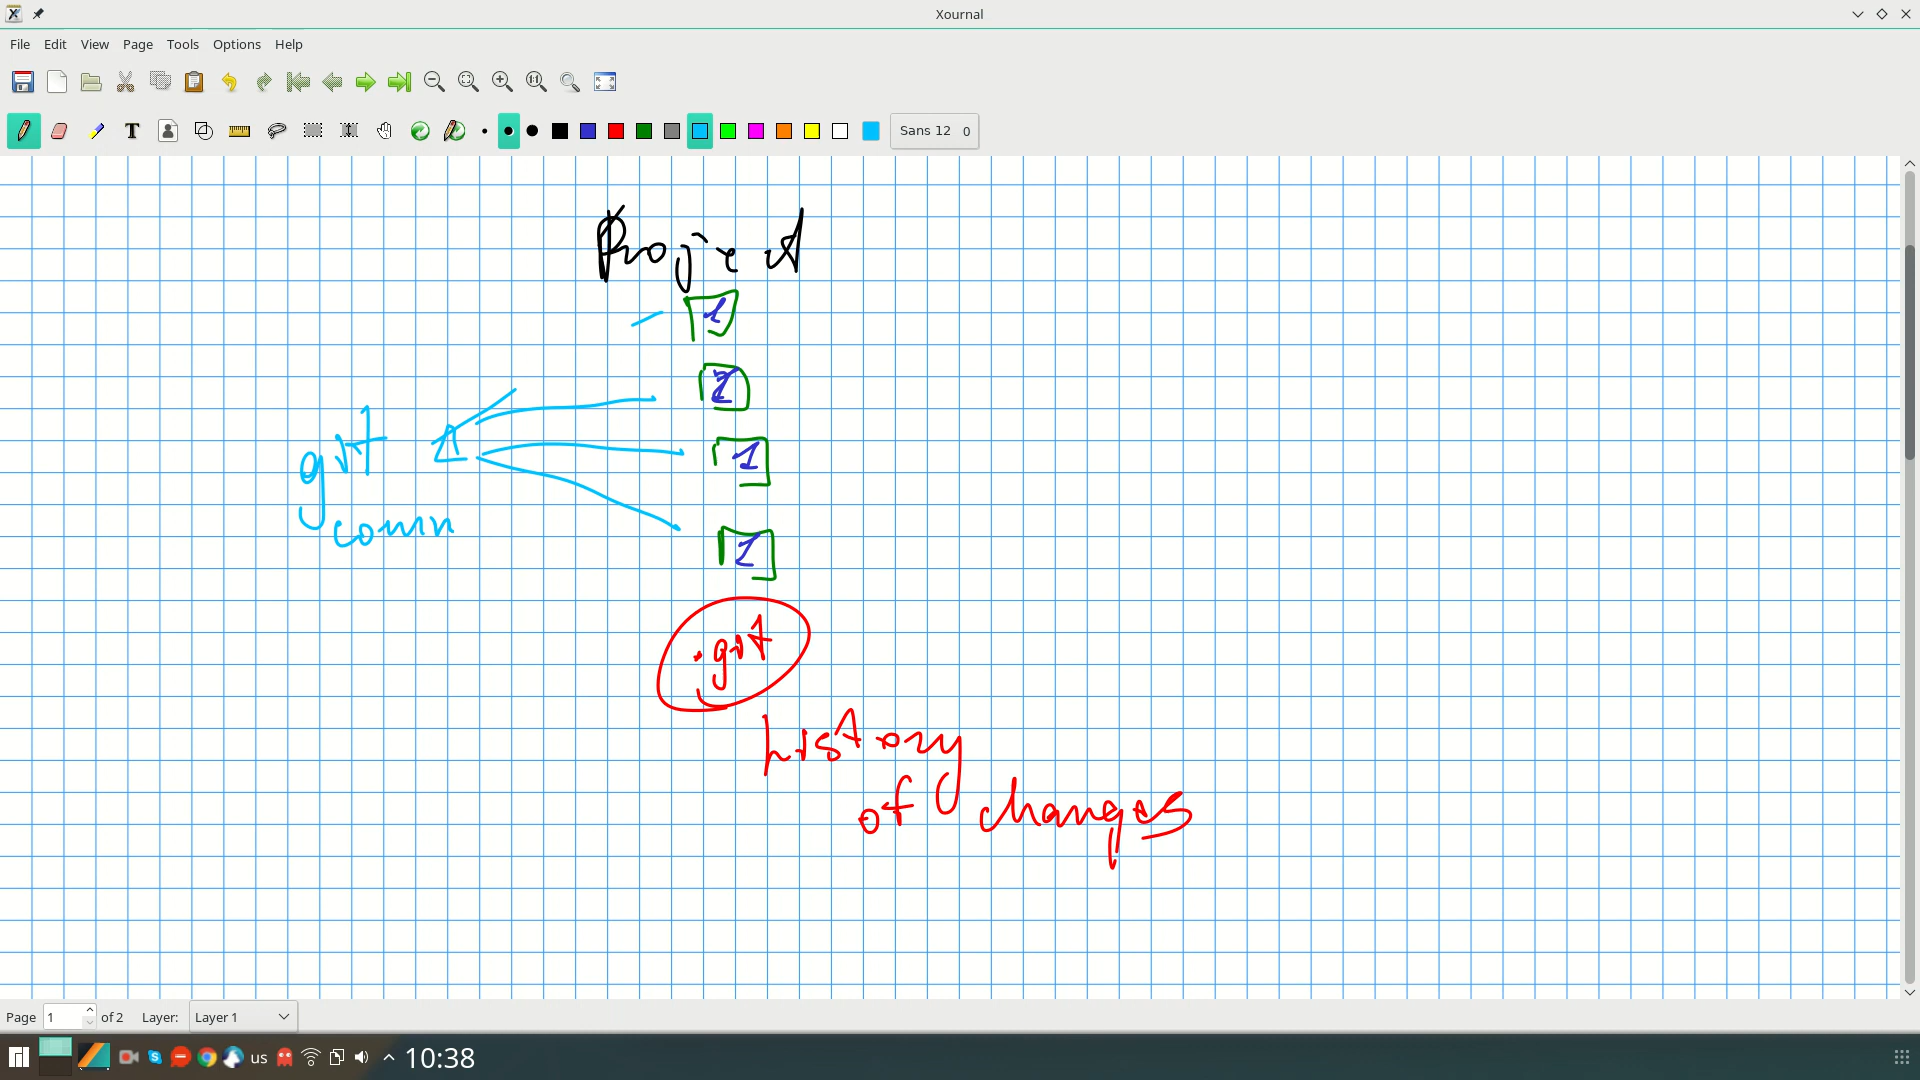 Xournal
File Edit View Page Tools Options Help
Sans 12 0
Project
1
2
1
1
git 1
comm
.git
history
of changes
Page 1 of 2 Layer: Layer 1
us 10:38